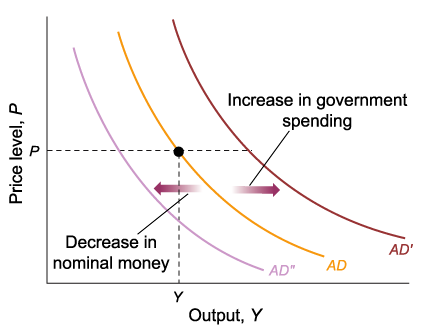 Price level, P
P
Increase in government
spending
Decrease in
nominal money
AD"
AD
AD'
Y
Output, Y